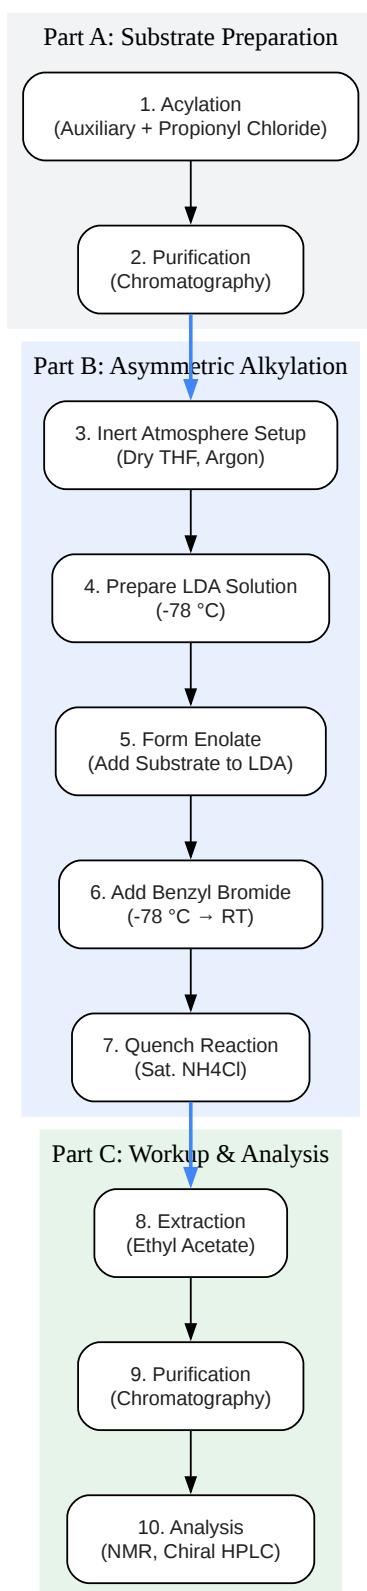 Part A: Substrate Preparation
1. Acylation
(Auxiliary + Propionyl Chloride)
2. Purification
(Chromatography)
Part B: Asymmetric Alkylation
3. Inert Atmosphere Setup
(Dry THF, Argon)
4. Prepare LDA Solution
(-78 °C)
5. Form Enolate
(Add Substrate to LDA)
6. Add Benzyl Bromide
(-78 °C → RT)
7. Quench Reaction
(Sat. NH4Cl)
Part C: Workup & Analysis
8. Extraction
(Ethyl Acetate)
9. Purification
(Chromatography)
10. Analysis
(NMR, Chiral HPLC)